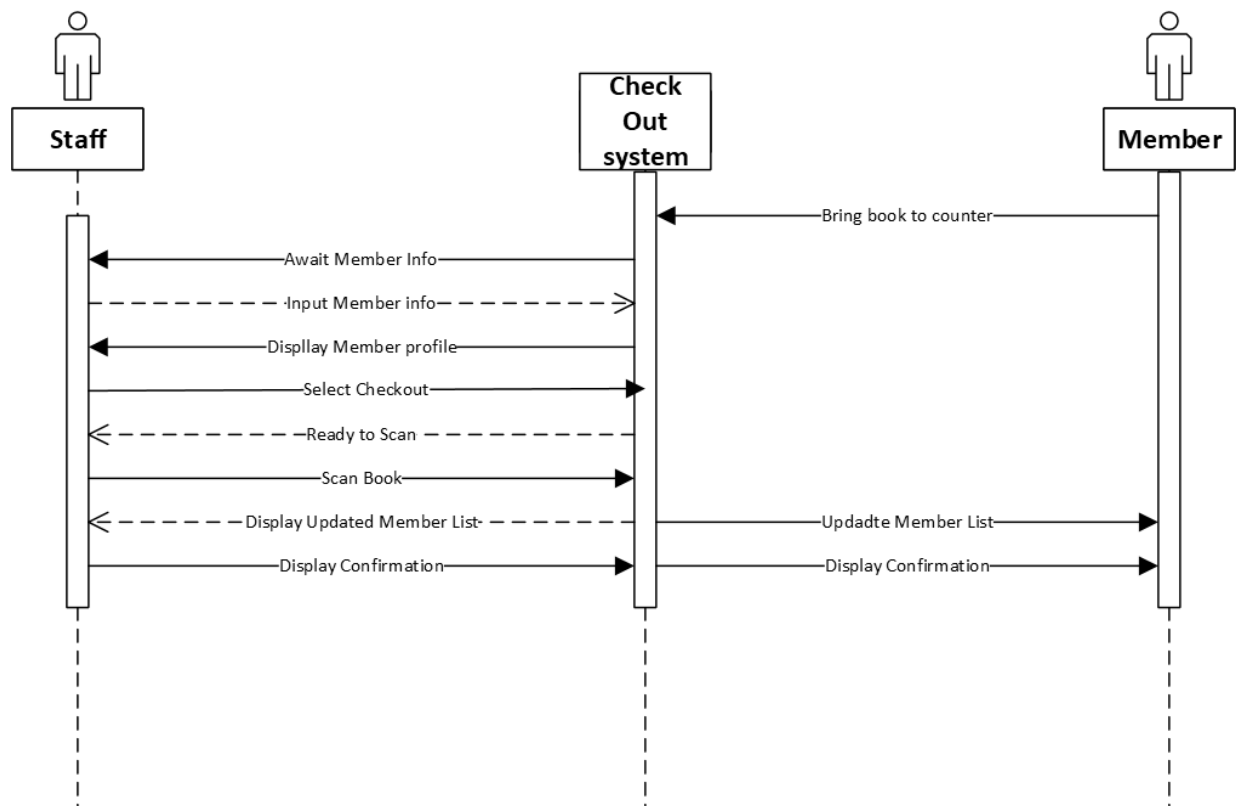 Staff
Check
Out
system
Member
Bring book to counter
Await Member Info
Input Member info
Displlay Member profile
Select Checkout
Ready to Scan
Scan Book
Display Updated Member List
Updadte Member List
Display Confirmation
Display Confirmation